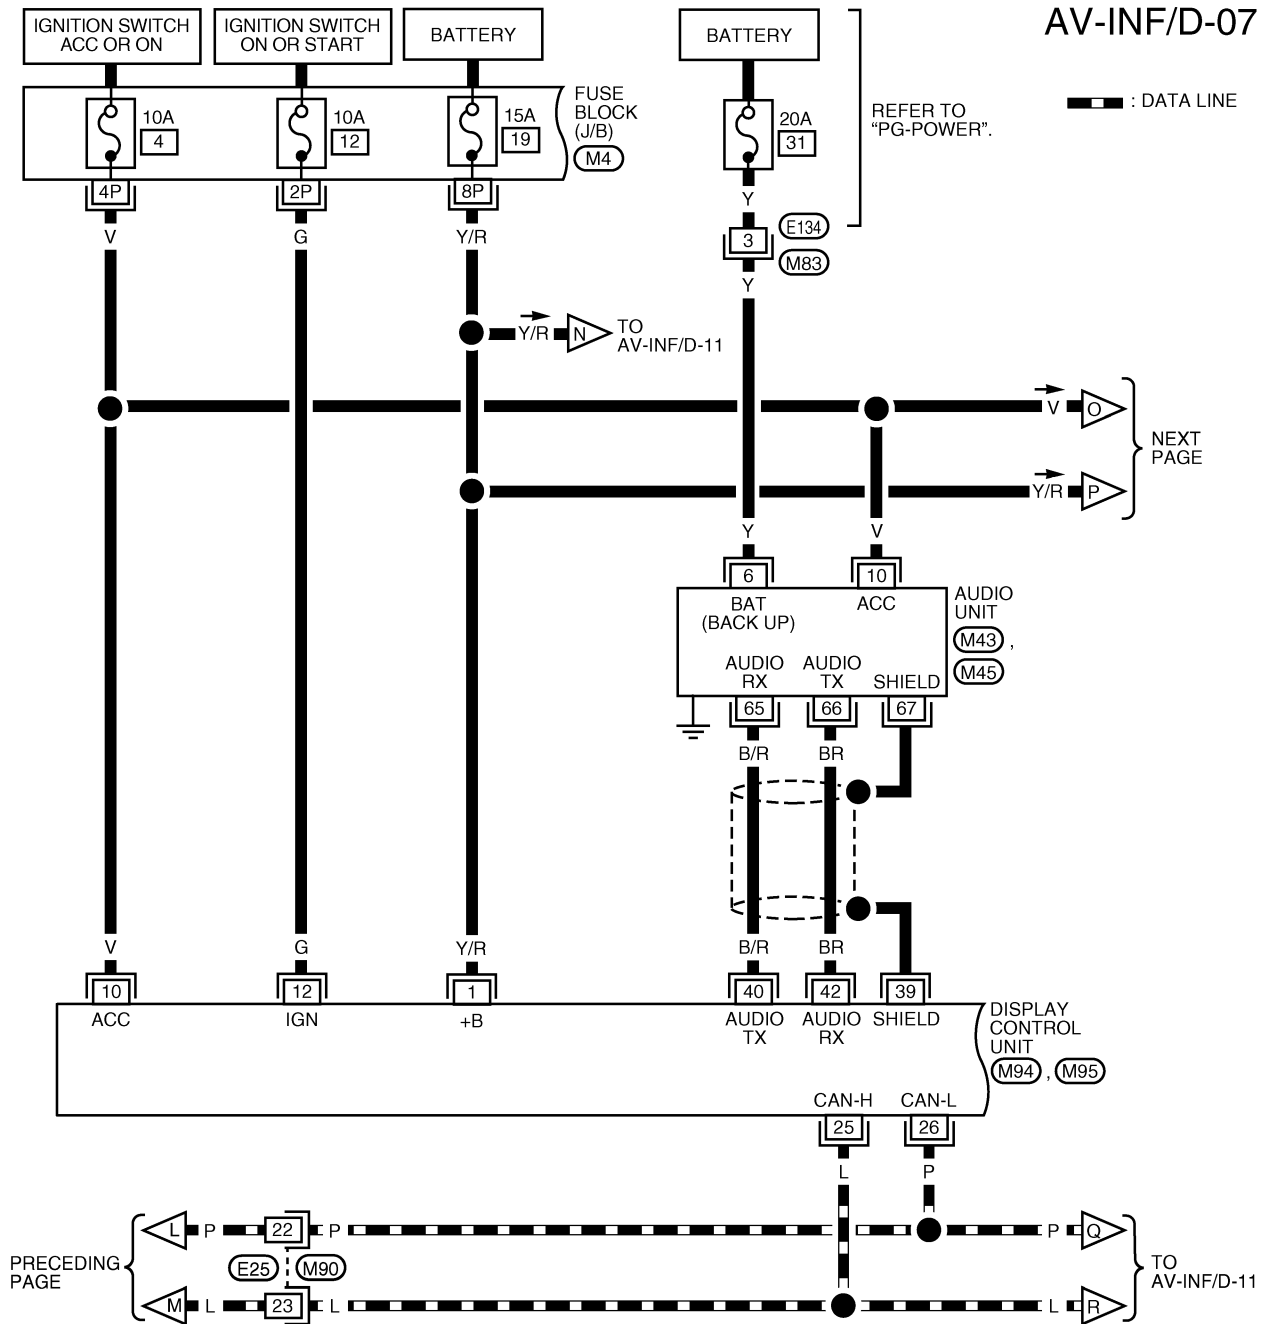 AV-INF/D-07
IGNITION SWITCH
ACC OR ON
IGNITION SWITCH
ON OR START
BATTERY
BATTERY
: DATA LINE
REFER TO
“PG-POWER”.
FUSE
BLOCK
(J/B)
M4
10A
4
10A
12
15A
19
20A
31
4P
2P
8P
Y
3
E134
M83
V
G
Y/R
Y
Y/R
N
TO
AV-INF/D-11
V
O
NEXT
PAGE
Y/R
P
Y
V
6
10
BAT
(BACK UP)
ACC
AUDIO
UNIT
M43 ,
M45
AUDIO
RX
AUDIO
TX
SHIELD
65
66
67
B/R
BR
V
G
Y/R
B/R
BR
10
12
1
40
42
39
ACC
IGN
+B
AUDIO
TX
AUDIO
RX
SHIELD
DISPLAY
CONTROL
UNIT
M94 , M95
CAN-H
CAN-L
25
26
L
P
L
P
22
P
P
Q
PRECEDING
PAGE
E25
M90
TO
AV-INF/D-11
M
L
23
L
L
R